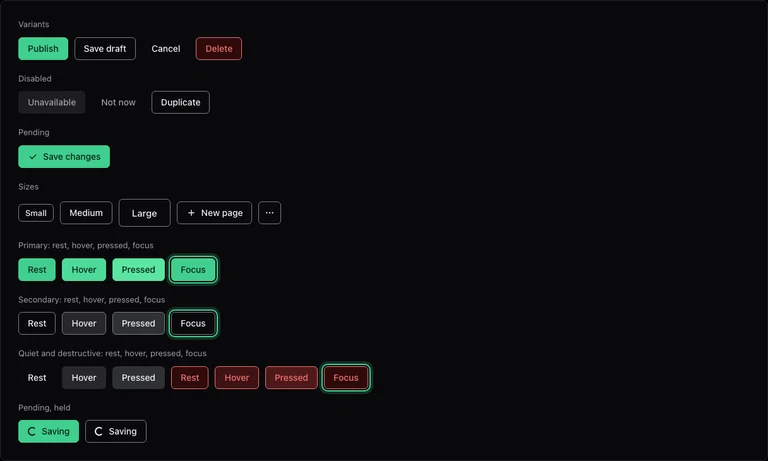 Variants
Publish Save draft Cancel Delete
Disabled
Unavailable Not now Duplicate
Pending
Save changes
Sizes
Small Medium Large + New page ...
Primary: rest, hover, pressed, focus
Rest Hover Pressed Focus
Secondary: rest, hover, pressed, focus
Rest Hover Pressed Focus
Quiet and destructive: rest, hover, pressed, focus
Rest Hover Pressed Rest Hover Pressed Focus
Pending, held
Saving Saving